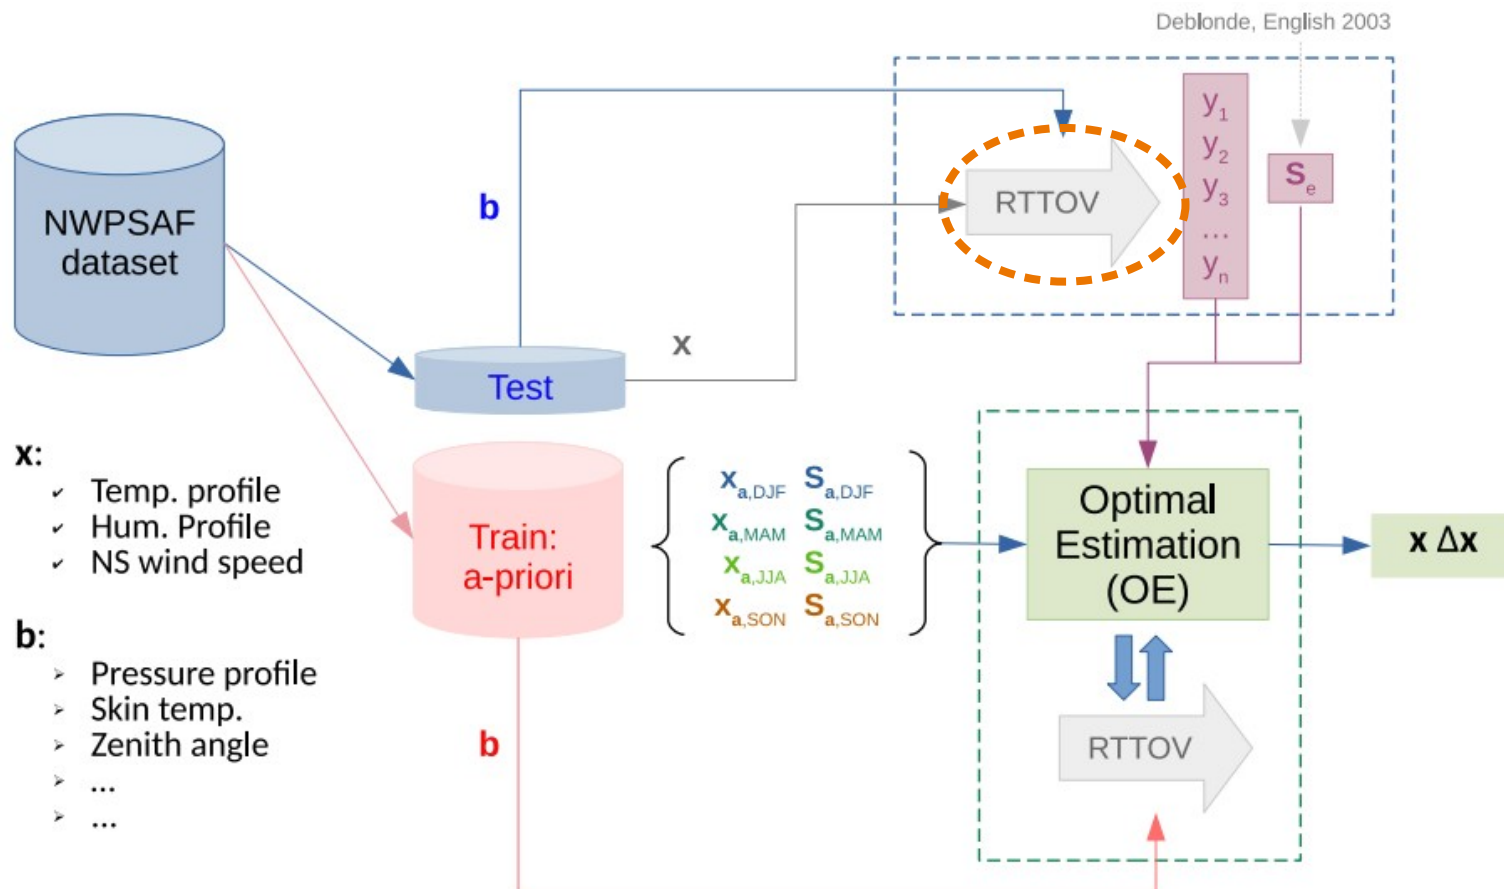 Deblonde, English 2003
NWPSAF
dataset
b
RTTOV
y1
y2
y3
...
yn
Se
x
Test
x:
✓ Temp. profile
✓ Hum. Profile
✓ NS wind speed
Train:
a-priori
xa,DJF Sa,DJF
xa,MAM Sa,MAM
xa,JJA Sa,JJA
xa,SON Sa,SON
Optimal
Estimation
(OE)
x Δx
b:
➢ Pressure profile
➢ Skin temp.
➢ Zenith angle
➢ ...
➢ ...
b
RTTOV